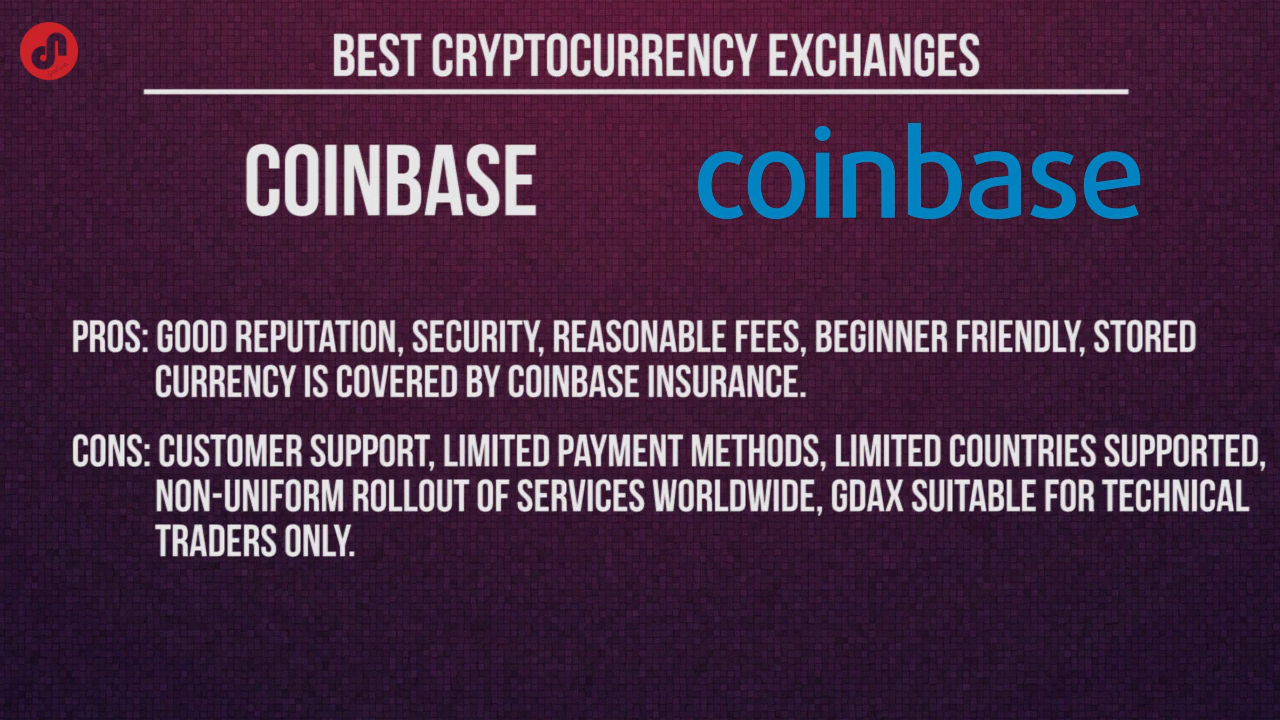 BEST CRYPTOCURRENCY EXCHANGES
COINBASE
coinbase
PROS: GOOD REPUTATION, SECURITY, REASONABLE FEES, BEGINNER FRIENDLY, STORED
CURRENCY IS COVERED BY COINBASE INSURANCE.
CONS: CUSTOMER SUPPORT, LIMITED PAYMENT METHODS, LIMITED COUNTRIES SUPPORTED,
NON-UNIFORM ROLLOUT OF SERVICES WORLDWIDE, GDAX SUITABLE FOR TECHNICAL
TRADERS ONLY.